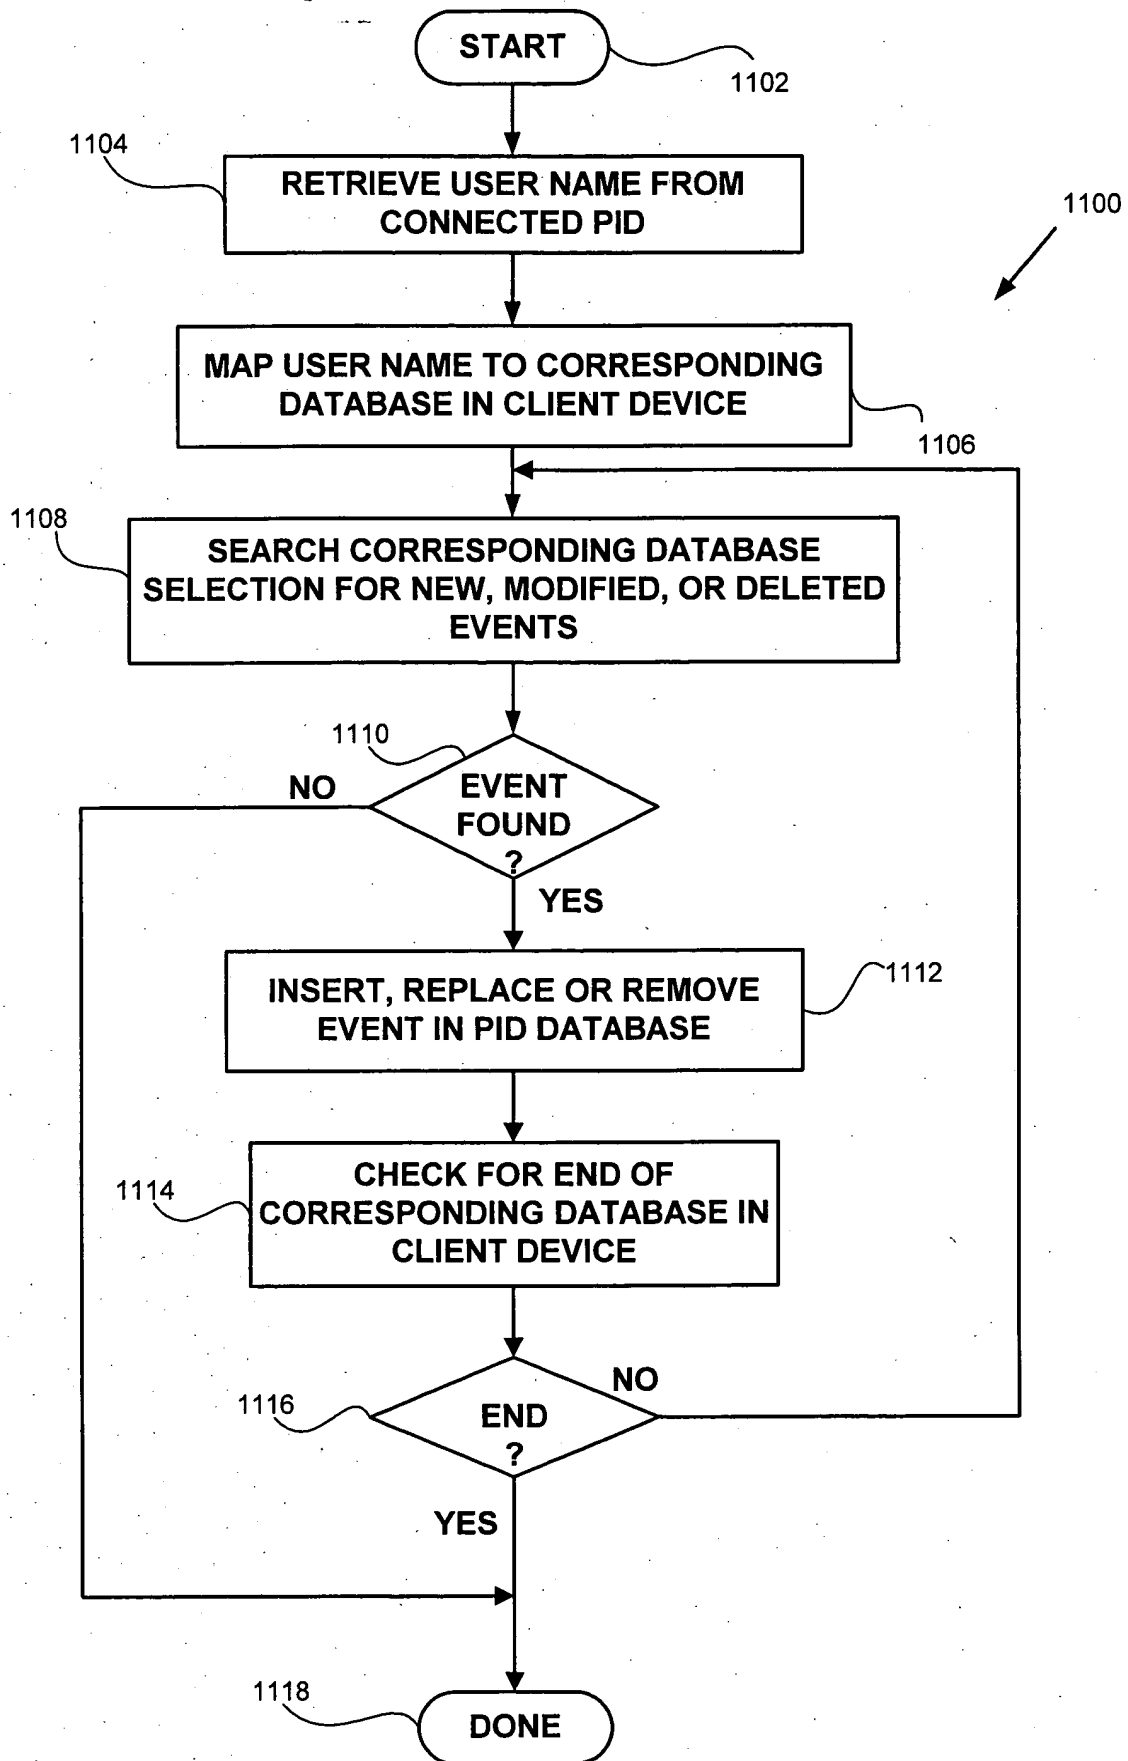 START
1102
1104
RETRIEVE USER NAME FROM
CONNECTED PID
1100
MAP USER NAME TO CORRESPONDING
DATABASE IN CLIENT DEVICE
1106
1108
SEARCH CORRESPONDING DATABASE
SELECTION FOR NEW, MODIFIED, OR DELETED
EVENTS
1110
NO
EVENT
FOUND
?
YES
INSERT, REPLACE OR REMOVE
EVENT IN PID DATABASE
1112
1114
CHECK FOR END OF
CORRESPONDING DATABASE IN
CLIENT DEVICE
1116
NO
END
?
YES
1118
DONE